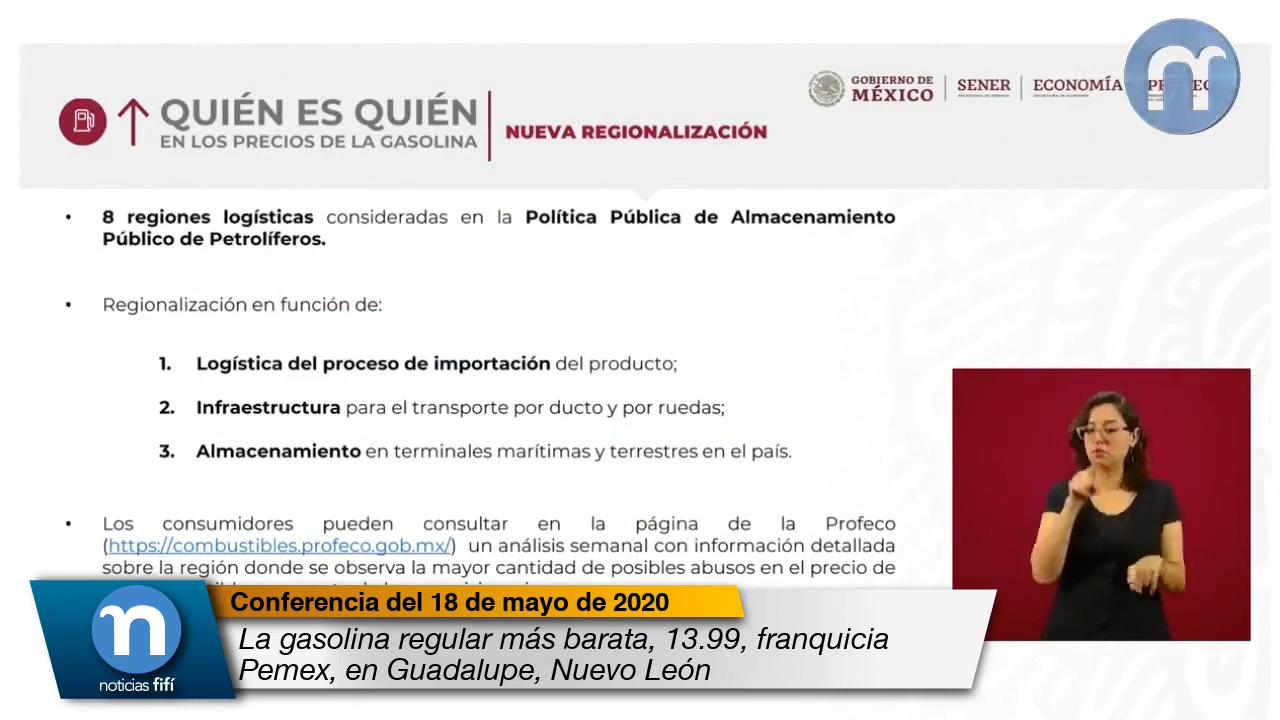 GOBIERNO DE
MÉXICO
SENER
ECONOMÍA
QUIÉN ES QUIÉN
EN LOS PRECIOS DE LA GASOLINA
NUEVA REGIONALIZACIÓN
• 8 regiones logísticas consideradas en la Política Pública de Almacenamiento
Público de Petrolíferos.
• Regionalización en función de:
1. Logística del proceso de importación del producto;
2. Infraestructura para el transporte por ducto y por ruedas;
3. Almacenamiento en terminales marítimas y terrestres en el país.
• Los consumidores pueden consultar en la página de la Profeco
(https://combustibles.profeco.gob.mx/) un análisis semanal con información detallada
sobre la región donde se observa la mayor cantidad de posibles abusos en el precio de
Conferencia del 18 de mayo de 2020
La gasolina regular más barata, 13.99, franquicia
Pemex, en Guadalupe, Nuevo León
n
noticias fifí